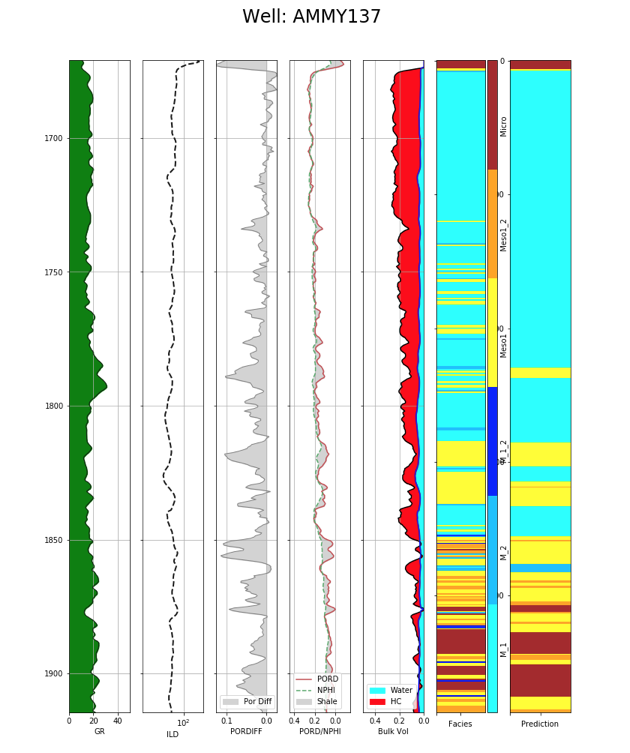 Well: AMMY137
1700
1750
1800
1850
1900
0 20 40
GR
10²
ILD
0.1 0.0
Por Diff
PORDIFF
0.4 0.2 0.0
PORD
NPHI
Shale
PORD/NPHI
0.4 0.2 0.0
Water
HC
Bulk Vol
Facies
Micro
Meso1_2
Meso1
M_1_2
M_2
M_1
0
Prediction